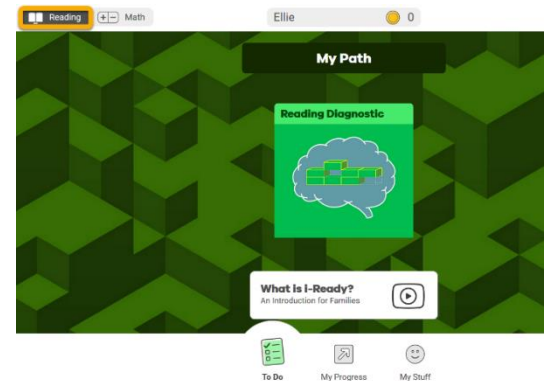 Reading
+ − Math
Ellie
0
My Path
Reading Diagnostic
What is i-Ready?
An Introduction for Families
To Do
My Progress
My Stuff